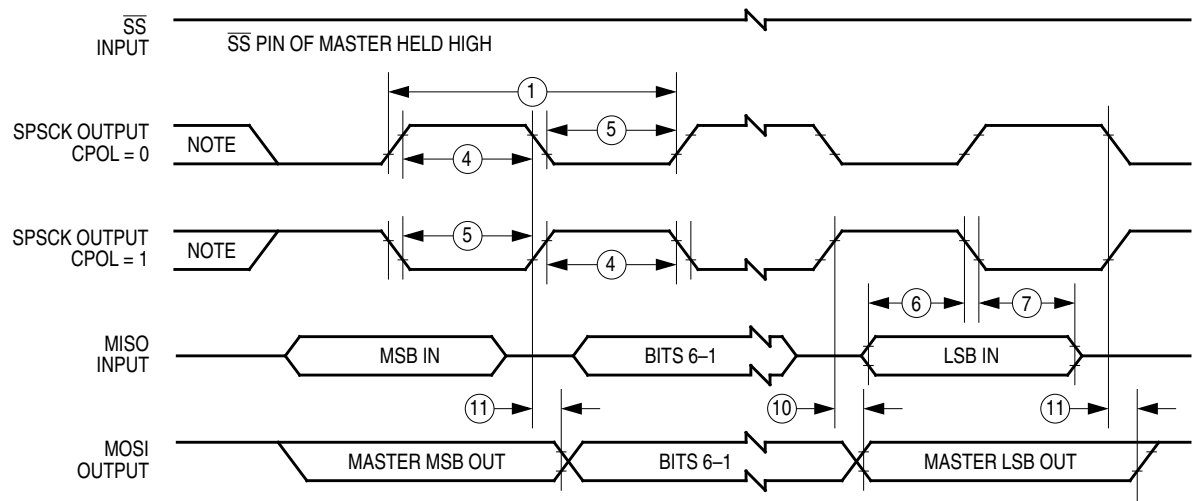 SS
INPUT
SS PIN OF MASTER HELD HIGH
1
SPSCK OUTPUT
CPOL = 0
NOTE
4
5
SPSCK OUTPUT
CPOL = 1
NOTE
5
4
6
7
MISO
INPUT
MSB IN
BITS 6–1
LSB IN
11
10
11
MOSI
OUTPUT
MASTER MSB OUT
BITS 6–1
MASTER LSB OUT